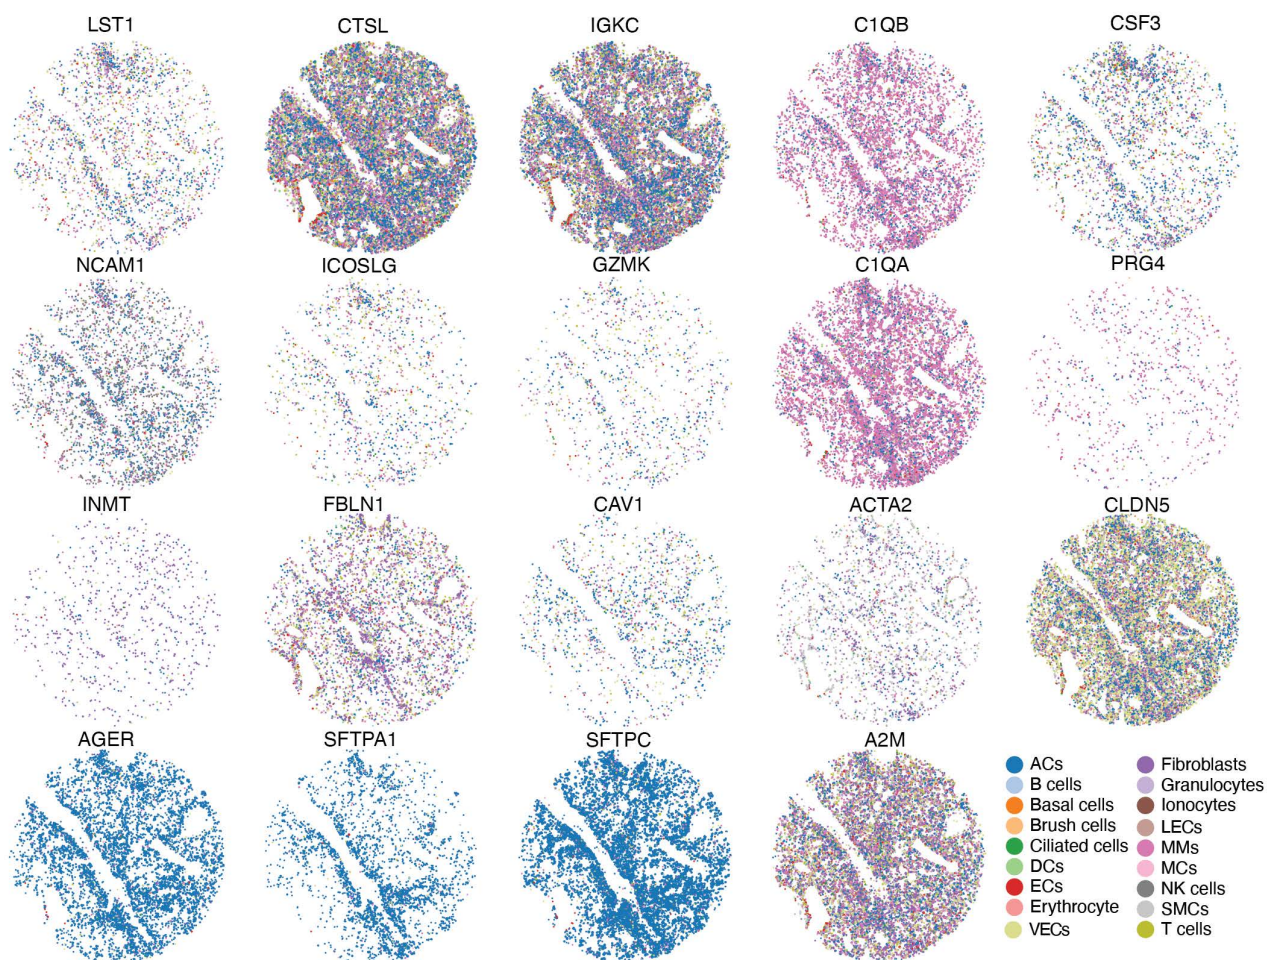 LST1
CTSL
IGKC
C1QB
CSF3
NCAM1
ICOSLG
GZMK
C1QA
PRG4
INMT
FBLN1
CAV1
ACTA2
CLDN5
AGER
SFTPA1
SFTPC
A2M
ACs
B cells
Basal cells
Brush cells
Ciliated cells
DCs
ECs
Erythrocyte
VECs
Fibroblasts
Granulocytes
Ionocytes
LECs
MMs
MCs
NK cells
SMCs
T cells